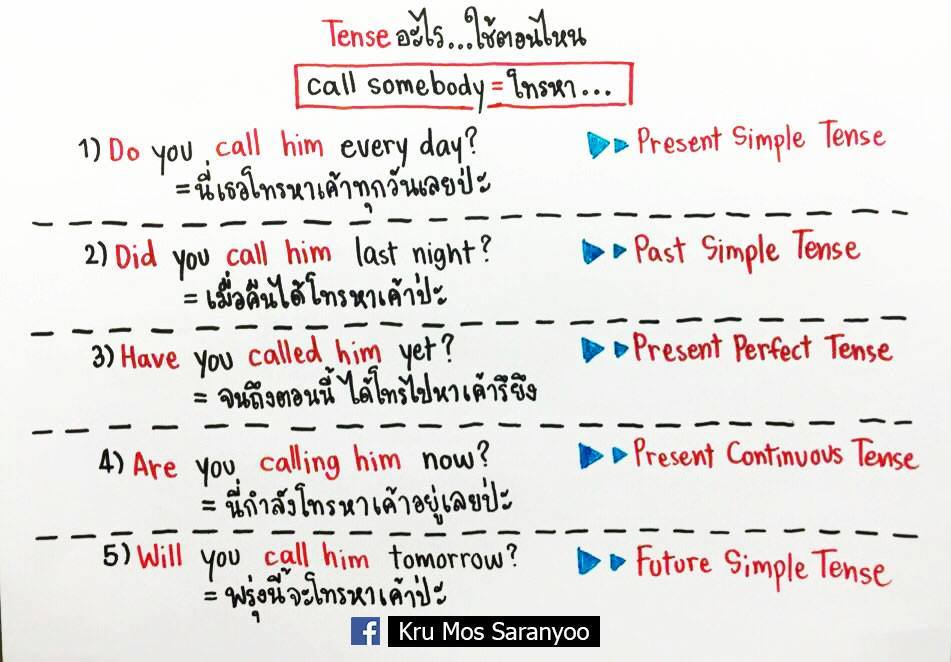 Tense อะไร...ใช้ตอนไหน
call somebody = โทรหา...
1) Do you call him every day? Present Simple Tense
= นี่เธอโทรหาเค้าทุกวันเลยป่ะ
2) Did you call him last night? Past Simple Tense
= เมื่อคืนได้โทรหาเค้าป่ะ
3) Have you called him yet? Present Perfect Tense
= จนถึงตอนนี้ ได้โทรไปหาเค้ารึยัง
4) Are you calling him now? Present Continuous Tense
= นี่กำลังโทรหาเค้าอยู่เลยป่ะ
5) Will you call him tomorrow? Future Simple Tense
= พรุ่งนี้จะโทรหาเค้าป่ะ
f Kru Mos Saranyoo